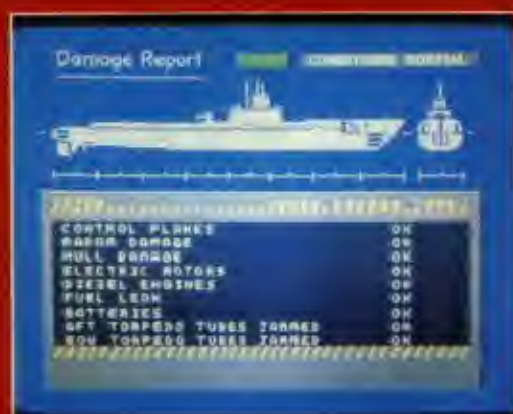 Damage Report CONDITIONS NORMAL
CONTROL PLANES OK
RADAR DAMAGE OK
HULL DAMAGE OK
ELECTRIC MOTORS OK
DIESEL ENGINES OK
FUEL LEAK OK
BATTERIES OK
AFT TORPEDO TUBES JAMMED OK
BOW TORPEDO TUBES JAMMED OK